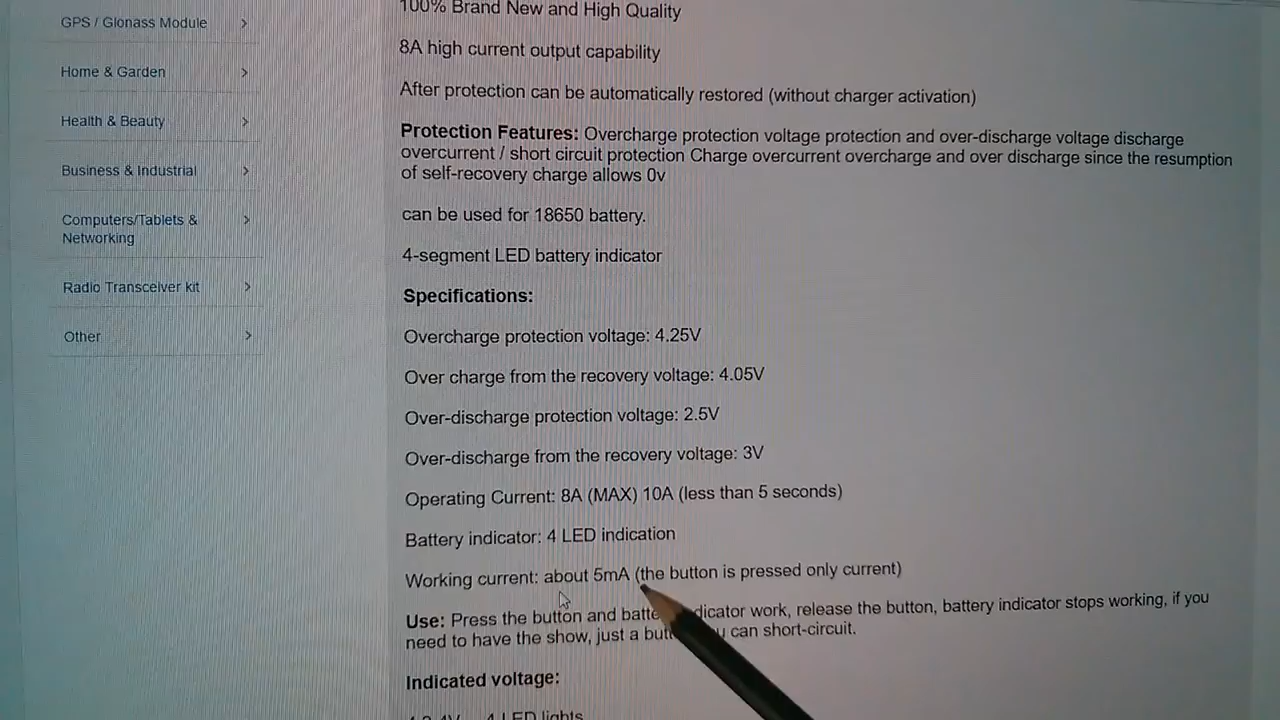 GPS / Glonass Module
Home & Garden
Health & Beauty
Business & Industrial
Computers/Tablets &
Networking
Radio Transceiver kit
Other
100% Brand New and High Quality
8A high current output capability
After protection can be automatically restored (without charger activation)
Protection Features: Overcharge protection voltage protection and over-discharge voltage discharge
overcurrent / short circuit protection Charge overcurrent overcharge and over discharge since the resumption
of self-recovery charge allows 0v
can be used for 18650 battery.
4-segment LED battery indicator
Specifications:
Overcharge protection voltage: 4.25V
Over charge from the recovery voltage: 4.05V
Over-discharge protection voltage: 2.5V
Over-discharge from the recovery voltage: 3V
Operating Current: 8A (MAX) 10A (less than 5 seconds)
Battery indicator: 4 LED indication
Working current: about 5mA (the button is pressed only current)
Use: Press the button and work, release the button, battery indicator stops working, if you
need to have the show, just a can short-circuit.
Indicated voltage:
4 LED lights